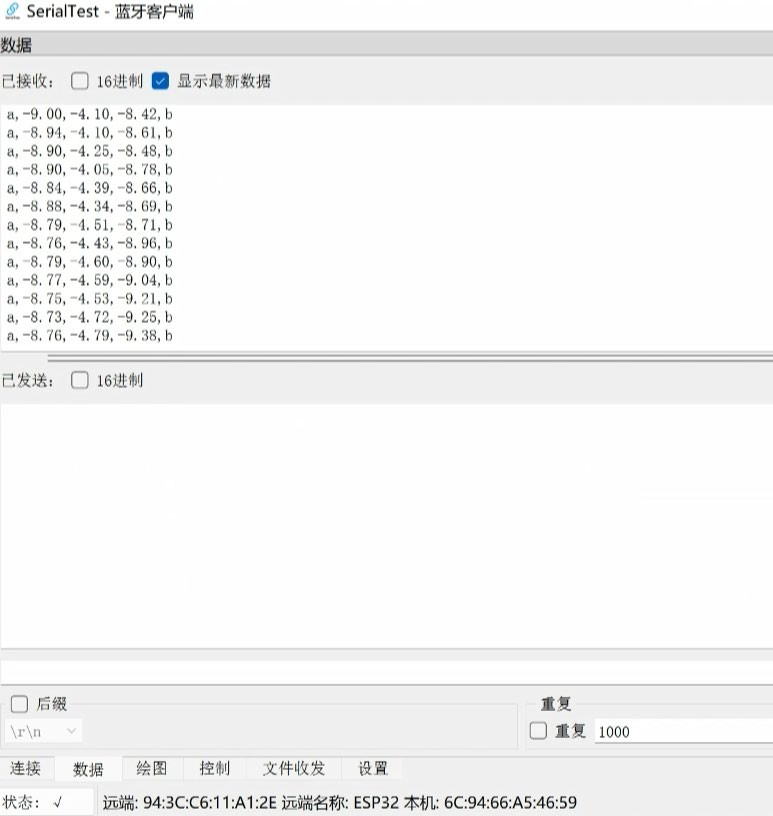 SerialTest - 蓝牙客户端
数据
已接收: 16进制 显示最新数据
a,-9.00,-4.10,-8.42,b
a,-8.94,-4.10,-8.61,b
a,-8.90,-4.25,-8.48,b
a,-8.90,-4.05,-8.78,b
a,-8.84,-4.39,-8.66,b
a,-8.88,-4.34,-8.69,b
a,-8.79,-4.51,-8.71,b
a,-8.76,-4.43,-8.96,b
a,-8.79,-4.60,-8.90,b
a,-8.77,-4.59,-9.04,b
a,-8.75,-4.53,-9.21,b
a,-8.73,-4.72,-9.25,b
a,-8.76,-4.79,-9.38,b
已发送: 16进制
后缀 重复
\r\n 重复 1000
连接 数据 绘图 控制 文件收发 设置
状态: √ 远端: 94:3C:C6:11:A1:2E 远端名称: ESP32 本机: 6C:94:66:A5:46:59